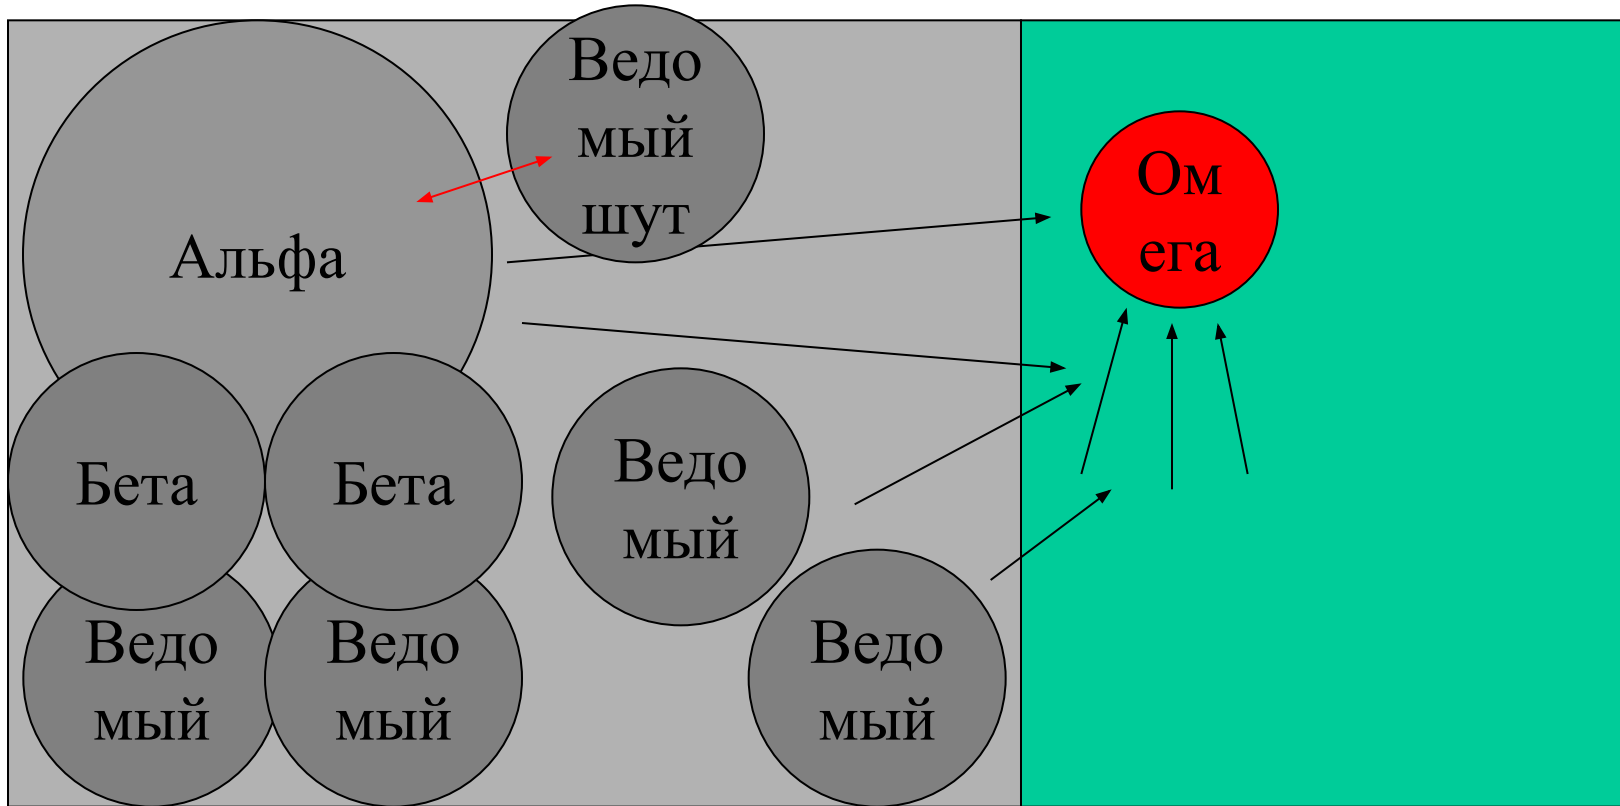 Ведо
мый
шут
Ом
ега
Альфа
Бета
Бета
Ведо
мый
Ведо
мый
Ведо
мый
Ведо
мый